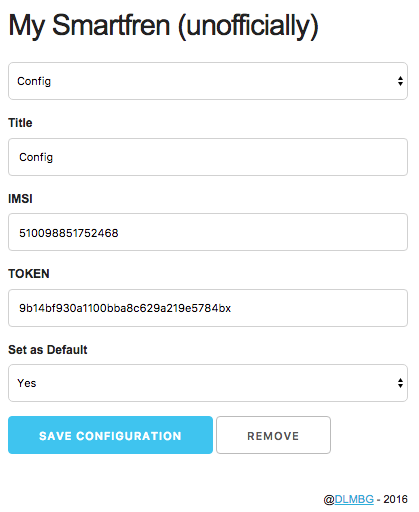 My Smartfren (unofficially)
Config
Title
Config
IMSI
510098851752468
TOKEN
9b14bf930a1100bba8c629a219e5784bx
Set as Default
Yes
SAVE CONFIGURATION REMOVE
@DLMBG - 2016